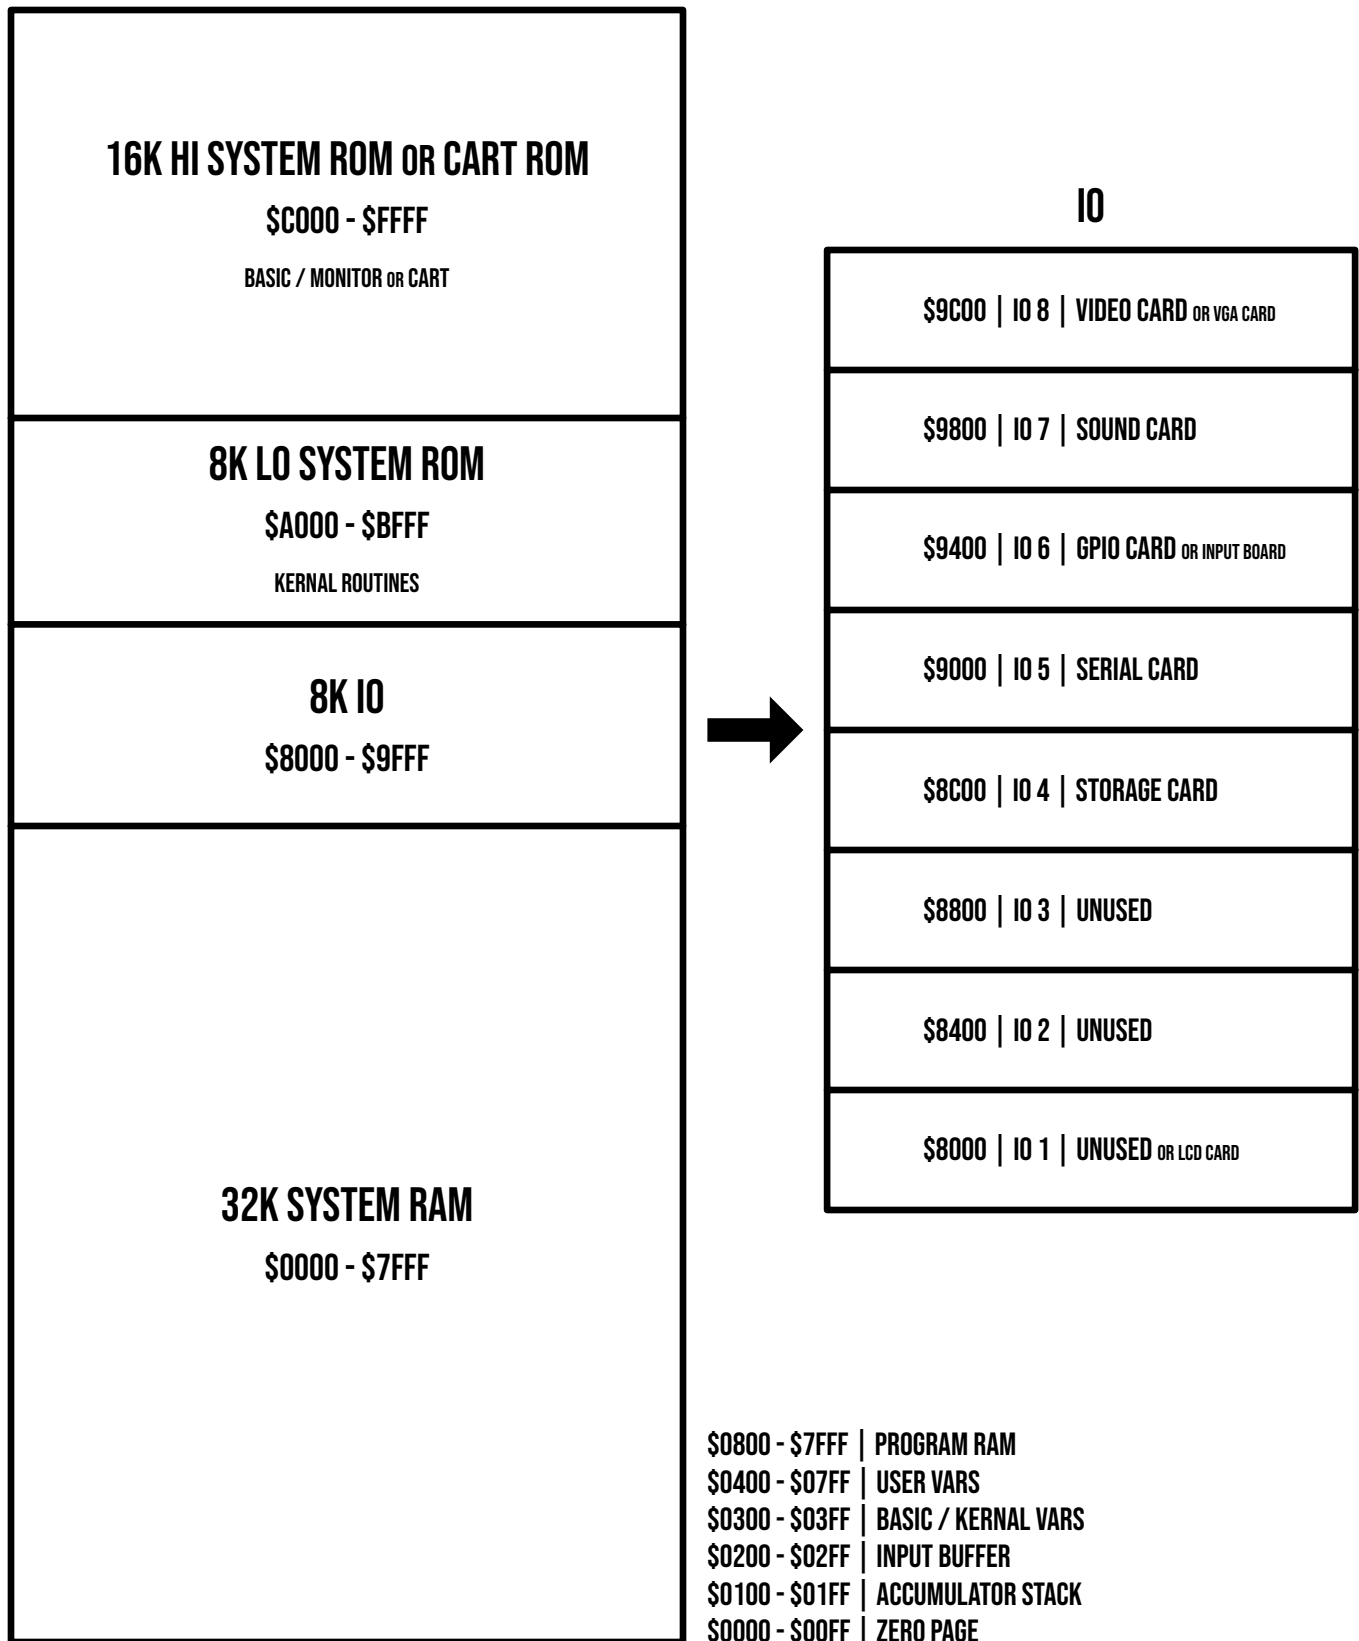 16K HI SYSTEM ROM OR CART ROM
$C000 - $FFFF
BASIC / MONITOR OR CART
8K LO SYSTEM ROM
$A000 - $BFFF
KERNAL ROUTINES
8K IO
$8000 - $9FFF
32K SYSTEM RAM
$0000 - $7FFF
IO
$9C00 | IO 8 | VIDEO CARD OR VGA CARD
$9800 | IO 7 | SOUND CARD
$9400 | IO 6 | GPIO CARD OR INPUT BOARD
$9000 | IO 5 | SERIAL CARD
$8C00 | IO 4 | STORAGE CARD
$8800 | IO 3 | UNUSED
$8400 | IO 2 | UNUSED
$8000 | IO 1 | UNUSED OR LCD CARD
$0800 - $7FFF | PROGRAM RAM
$0400 - $07FF | USER VARS
$0300 - $03FF | BASIC / KERNAL VARS
$0200 - $02FF | INPUT BUFFER
$0100 - $01FF | ACCUMULATOR STACK
$0000 - $00FF | ZERO PAGE